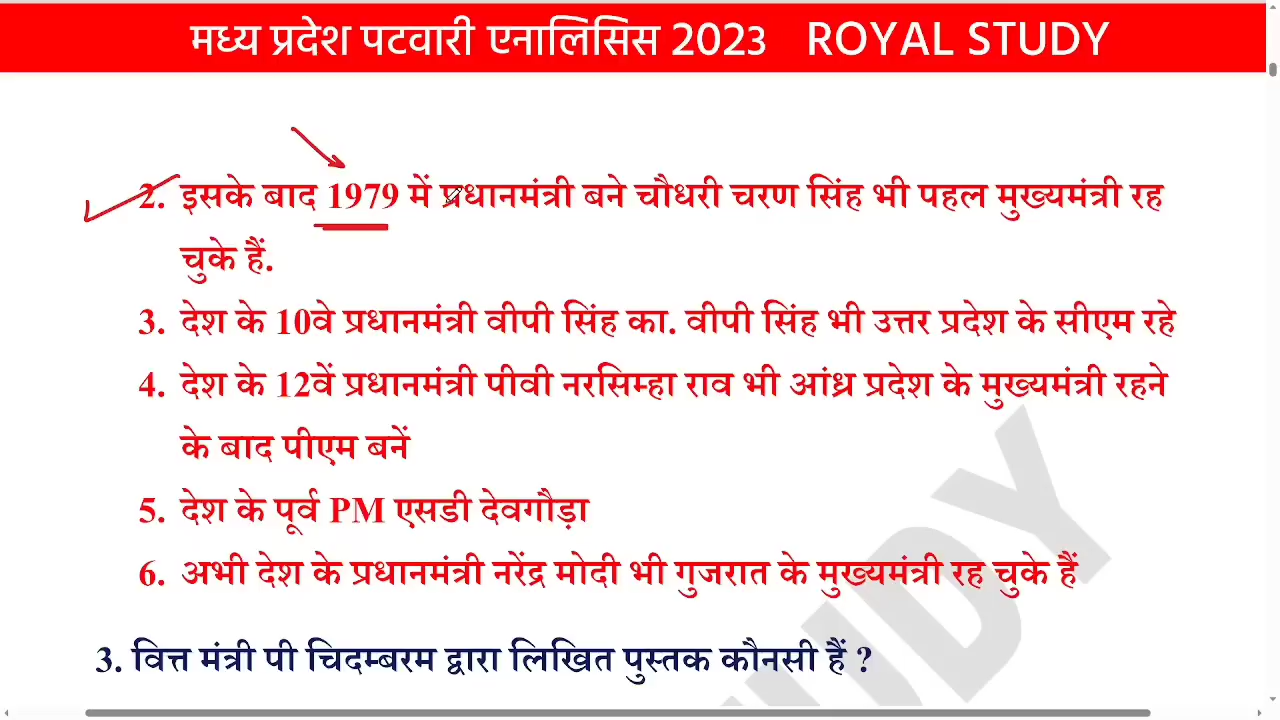 मध्य प्रदेश पटवारी एनालिसिस 2023 ROYAL STUDY
2. इसके बाद 1979 में प्रधानमंत्री बने चौधरी चरण सिंह भी पहल मुख्यमंत्री रह
चुके हैं.
3. देश के 10वे प्रधानमंत्री वीपी सिंह का. वीपी सिंह भी उत्तर प्रदेश के सीएम रहे
4. देश के 12वें प्रधानमंत्री पीवी नरसिम्हा राव भी आंध्र प्रदेश के मुख्यमंत्री रहने
के बाद पीएम बनें
5. देश के पूर्व PM एसडी देवगौड़ा
6. अभी देश के प्रधानमंत्री नरेंद्र मोदी भी गुजरात के मुख्यमंत्री रह चुके हैं
3. वित्त मंत्री पी चिदम्बरम द्वारा लिखित पुस्तक कौनसी हैं ?